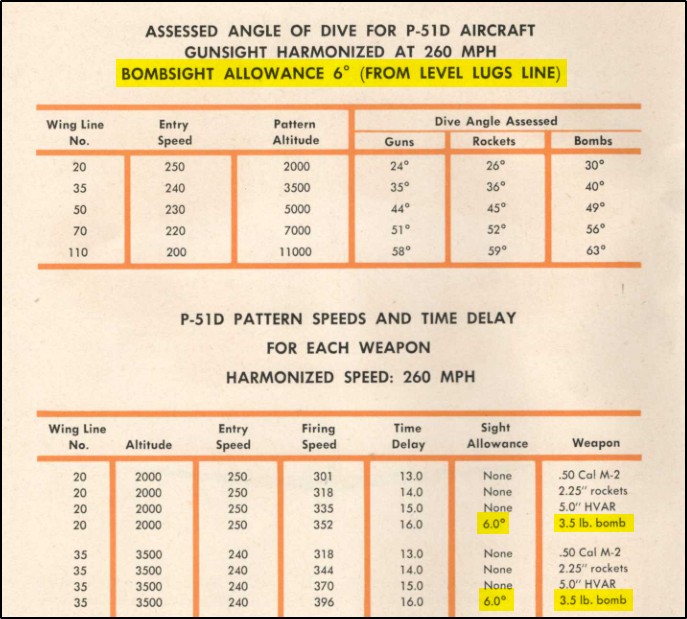 ASSESSED ANGLE OF DIVE FOR P-51D AIRCRAFT
GUNSIGHT HARMONIZED AT 260 MPH
BOMBSIGHT ALLOWANCE 6° (FROM LEVEL LUGS LINE)
Wing Line No. Entry Speed Pattern Altitude Dive Angle Assessed
Guns Rockets Bombs
20 250 2000 24° 26° 30°
35 240 3500 35° 36° 40°
50 230 5000 44° 45° 49°
70 220 7000 51° 52° 56°
110 200 11000 58° 59° 63°
P-51D PATTERN SPEEDS AND TIME DELAY
FOR EACH WEAPON
HARMONIZED SPEED: 260 MPH
Wing Line No. Altitude Entry Speed Firing Speed Time Delay Sight Allowance Weapon
20 2000 250 301 13.0 None .50 Cal M-2
20 2000 250 318 14.0 None 2.25" rockets
20 2000 250 335 15.0 None 5.0" HVAR
20 2000 250 352 16.0 6.0° 3.5 lb. bomb
35 3500 240 318 13.0 None .50 Cal M-2
35 3500 240 344 14.0 None 2.25" rockets
35 3500 240 370 15.0 None 5.0" HVAR
35 3500 240 396 16.0 6.0° 3.5 lb. bomb